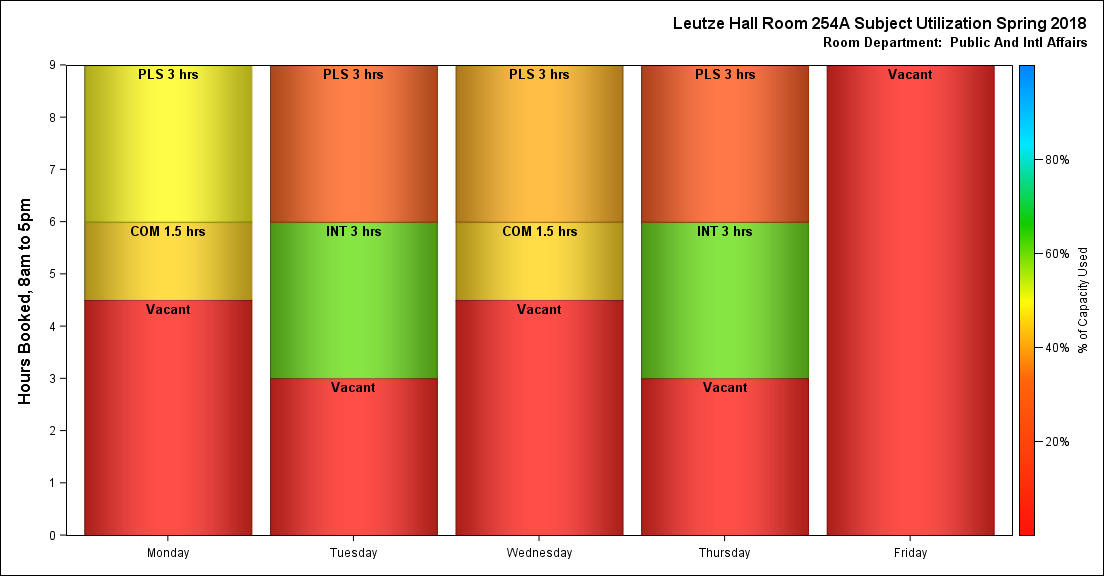 Leutze Hall Room 254A Subject Utilization Spring 2018
Room Department:  Public And Intl Affairs
Hours Booked, 8am to 5pm
9
8
7
6
5
4
3
2
1
0
PLS 3 hrs
COM 1.5 hrs
Vacant
PLS 3 hrs
INT 3 hrs
Vacant
PLS 3 hrs
COM 1.5 hrs
Vacant
PLS 3 hrs
INT 3 hrs
Vacant
Vacant
Monday
Tuesday
Wednesday
Thursday
Friday
80%
60%
40%
20%
% of Capacity Used